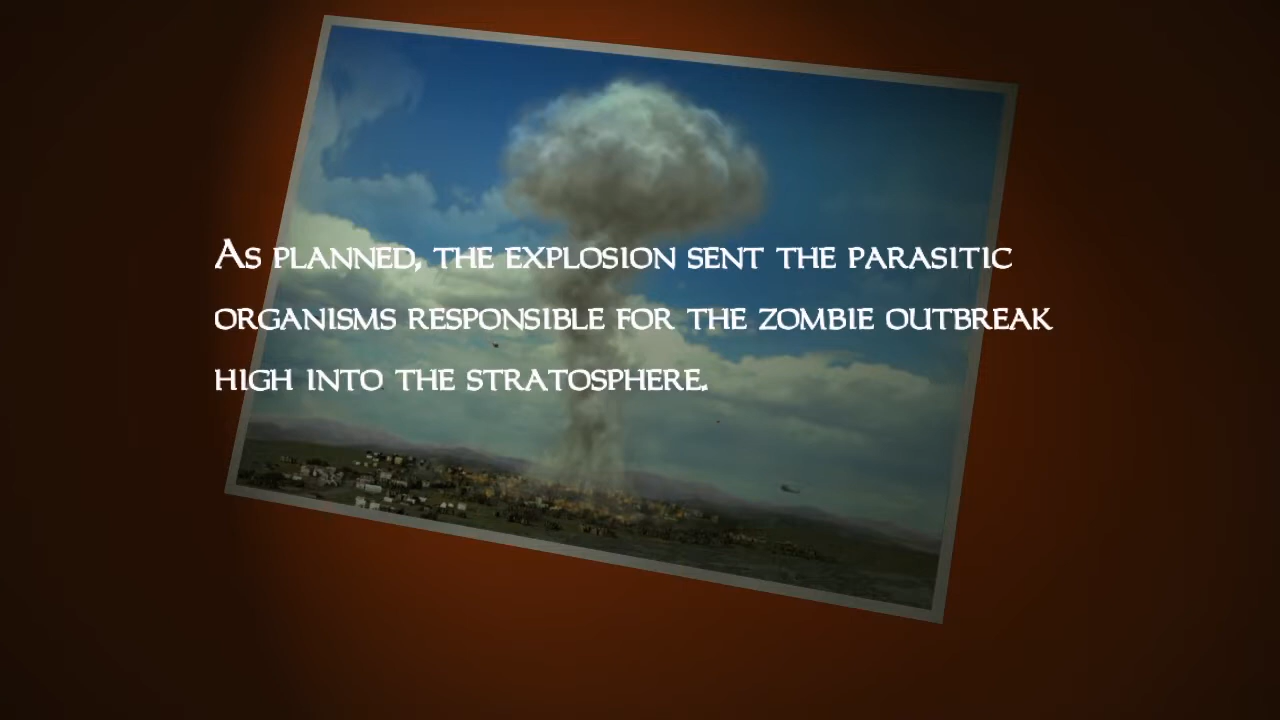 As planned, the explosion sent the parasitic
organisms responsible for the zombie outbreak
high into the stratosphere.